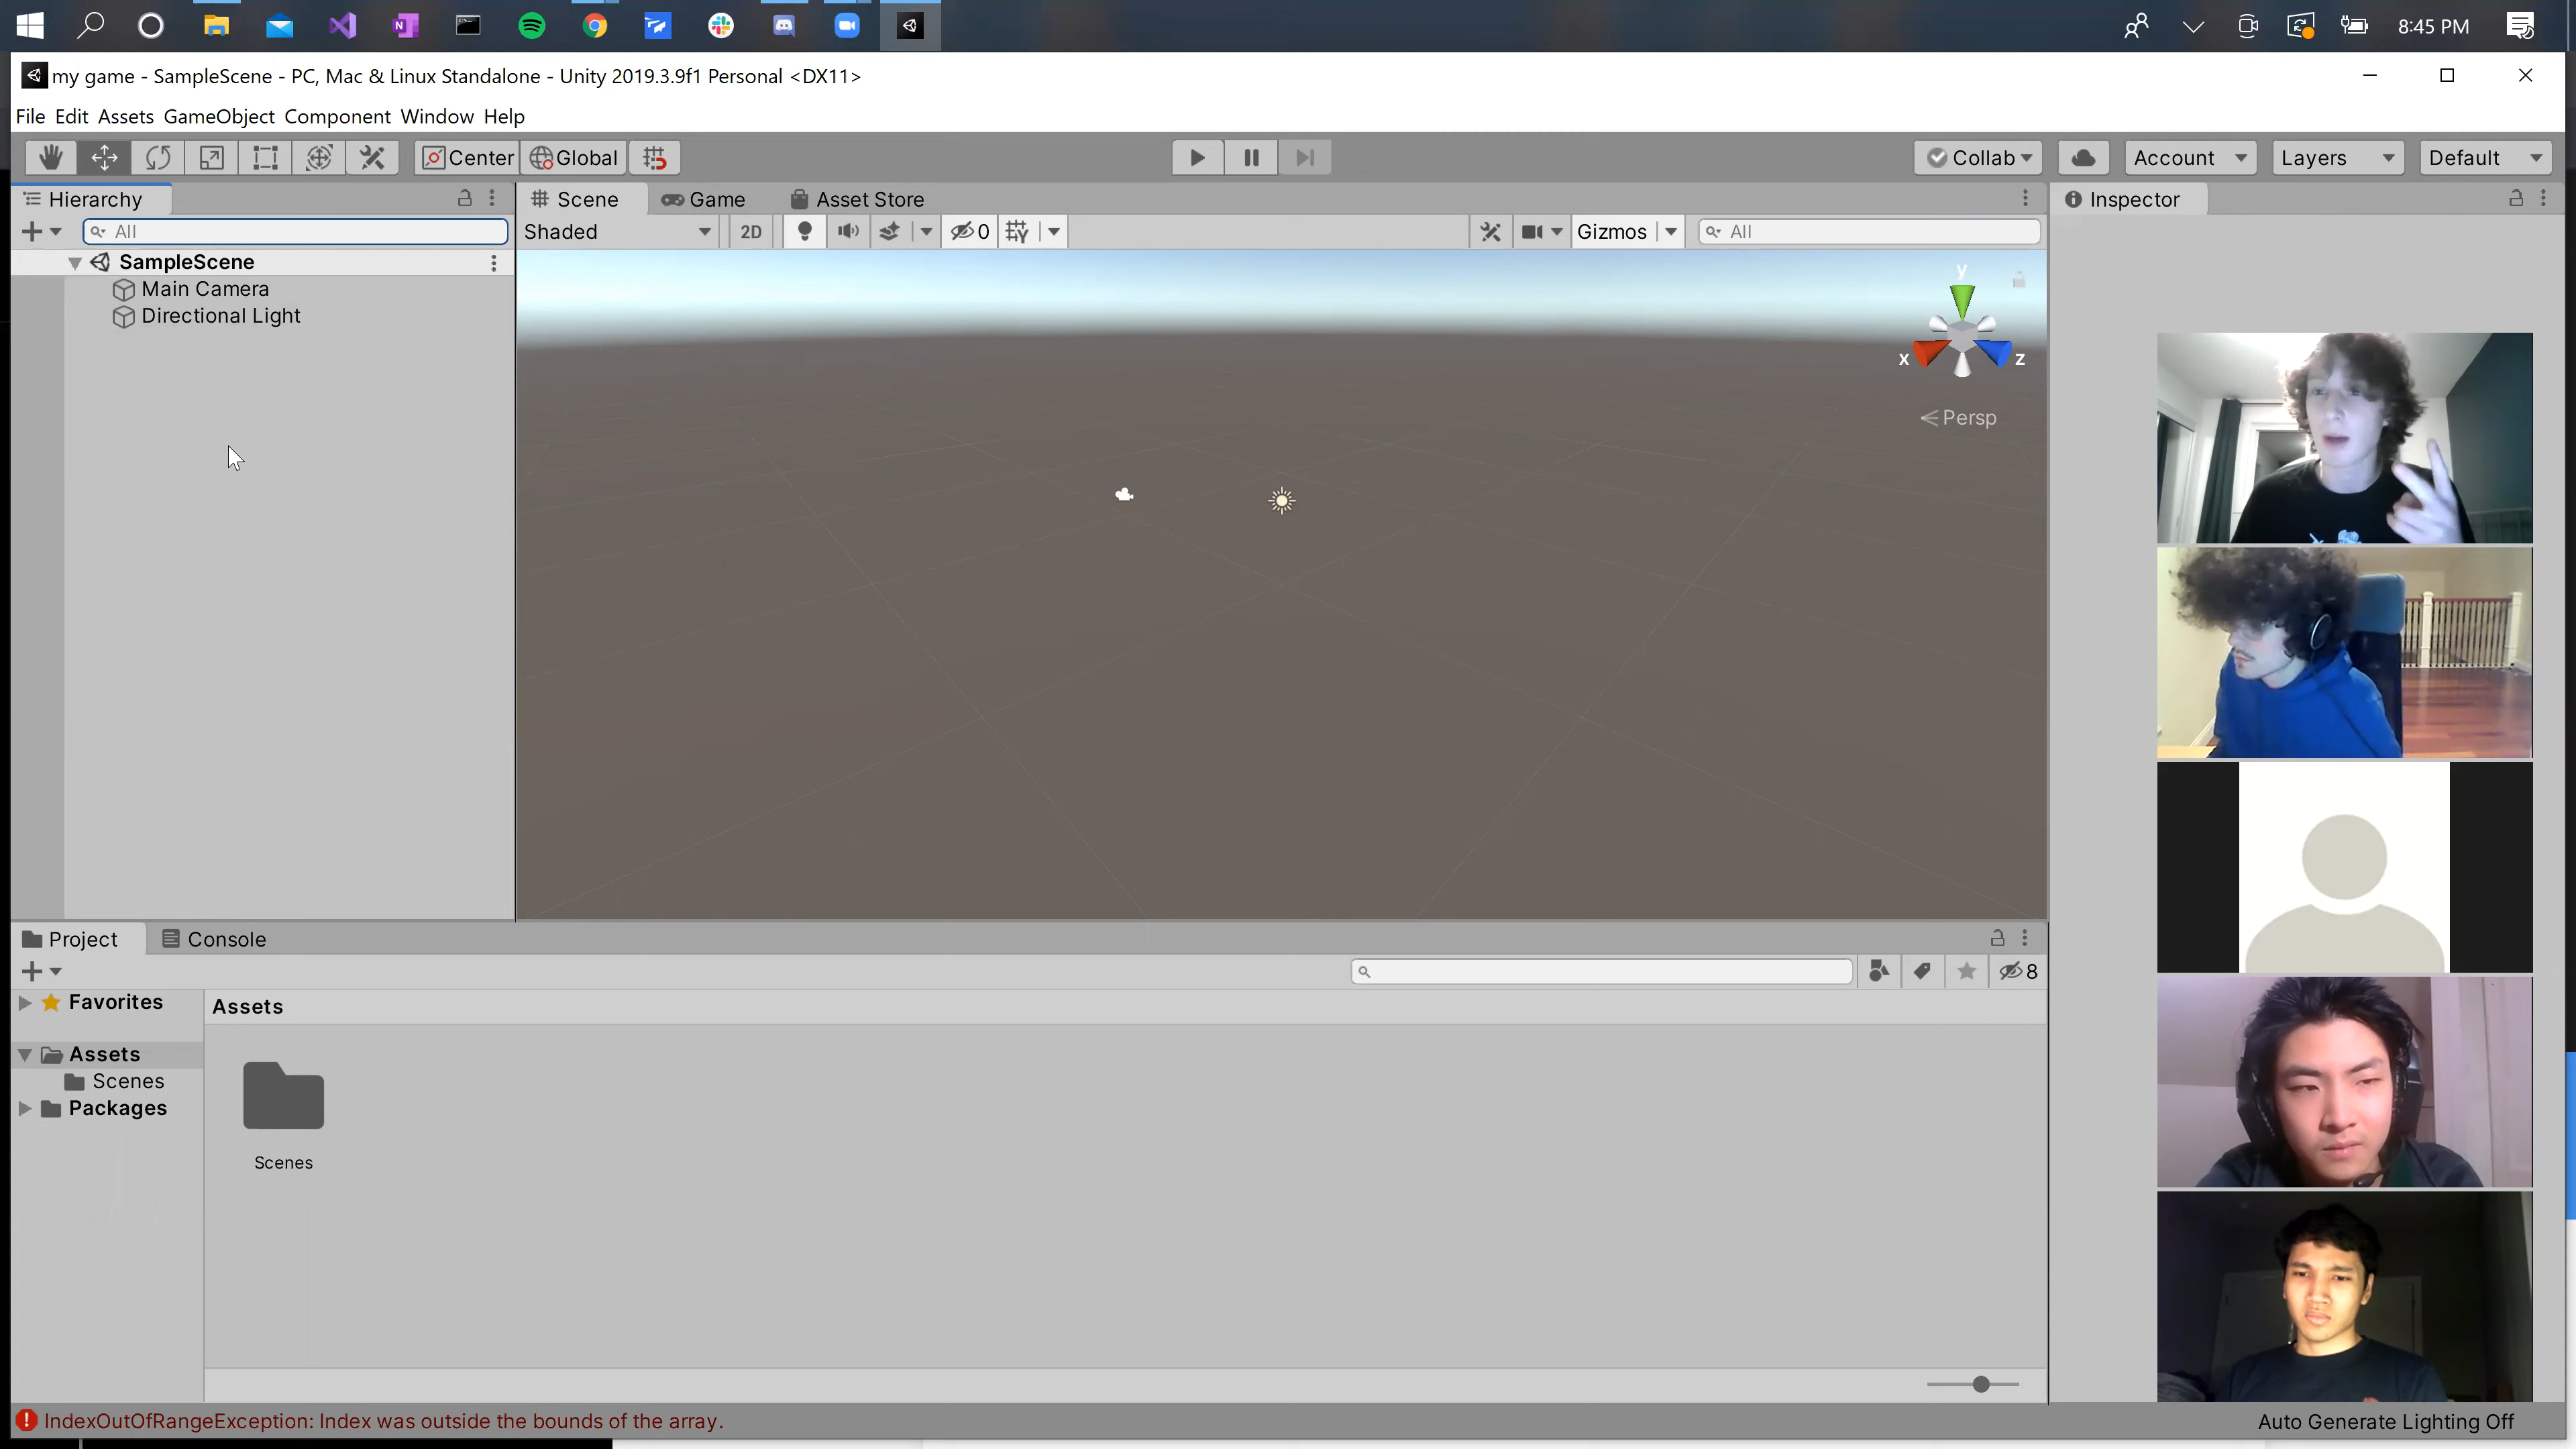 8:45 PM
my game - SampleScene - PC, Mac & Linux Standalone - Unity 2019.3.9f1 Personal <DX11>
File Edit Assets GameObject Component Window Help
Center Global Collab Account Layers Default
Hierarchy
Scene Game Asset Store
Inspector
All
Shaded 2D 0 Gizmos All
SampleScene
Main Camera
Directional Light
y
x z
Persp
Project Console
8
Favorites
Assets
Assets
Scenes
Packages
Scenes
IndexOutOfRangeException: Index was outside the bounds of the array.
Auto Generate Lighting Off